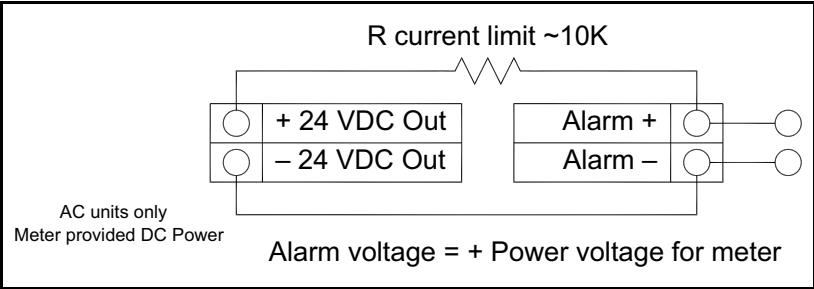 R current limit ~10K
+ 24 VDC Out
Alarm +
– 24 VDC Out
Alarm –
AC units only
Meter provided DC Power
Alarm voltage = + Power voltage for meter